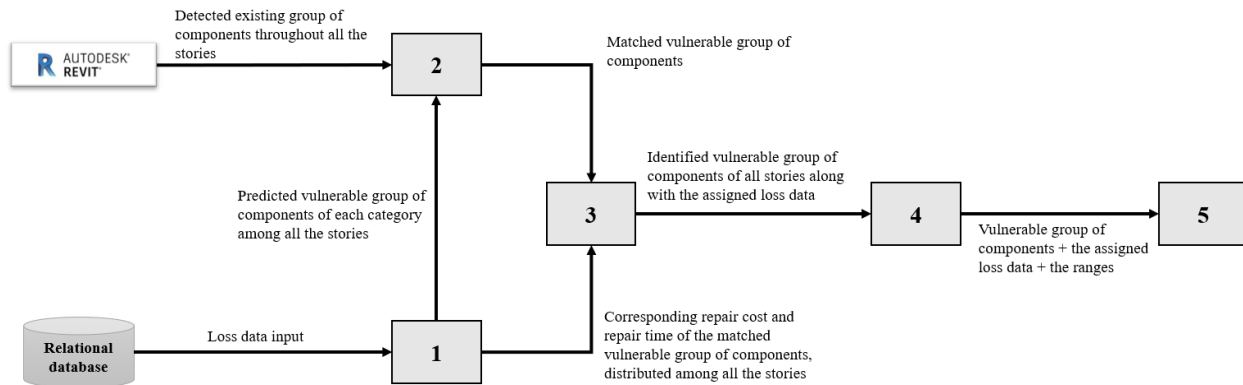 Detected existing group of
components throughout all the
stories
AUTODESK®
REVIT®
2
Matched vulnerable group of
components
Predicted vulnerable group of
components of each category
among all the stories
3
Identified vulnerable group of
components of all stories along
with the assigned loss data
4
Vulnerable group of
components + the assigned
loss data + the ranges
5
Relational
database
Loss data input
1
Corresponding repair cost and
repair time of the matched
vulnerable group of components,
distributed among all the stories